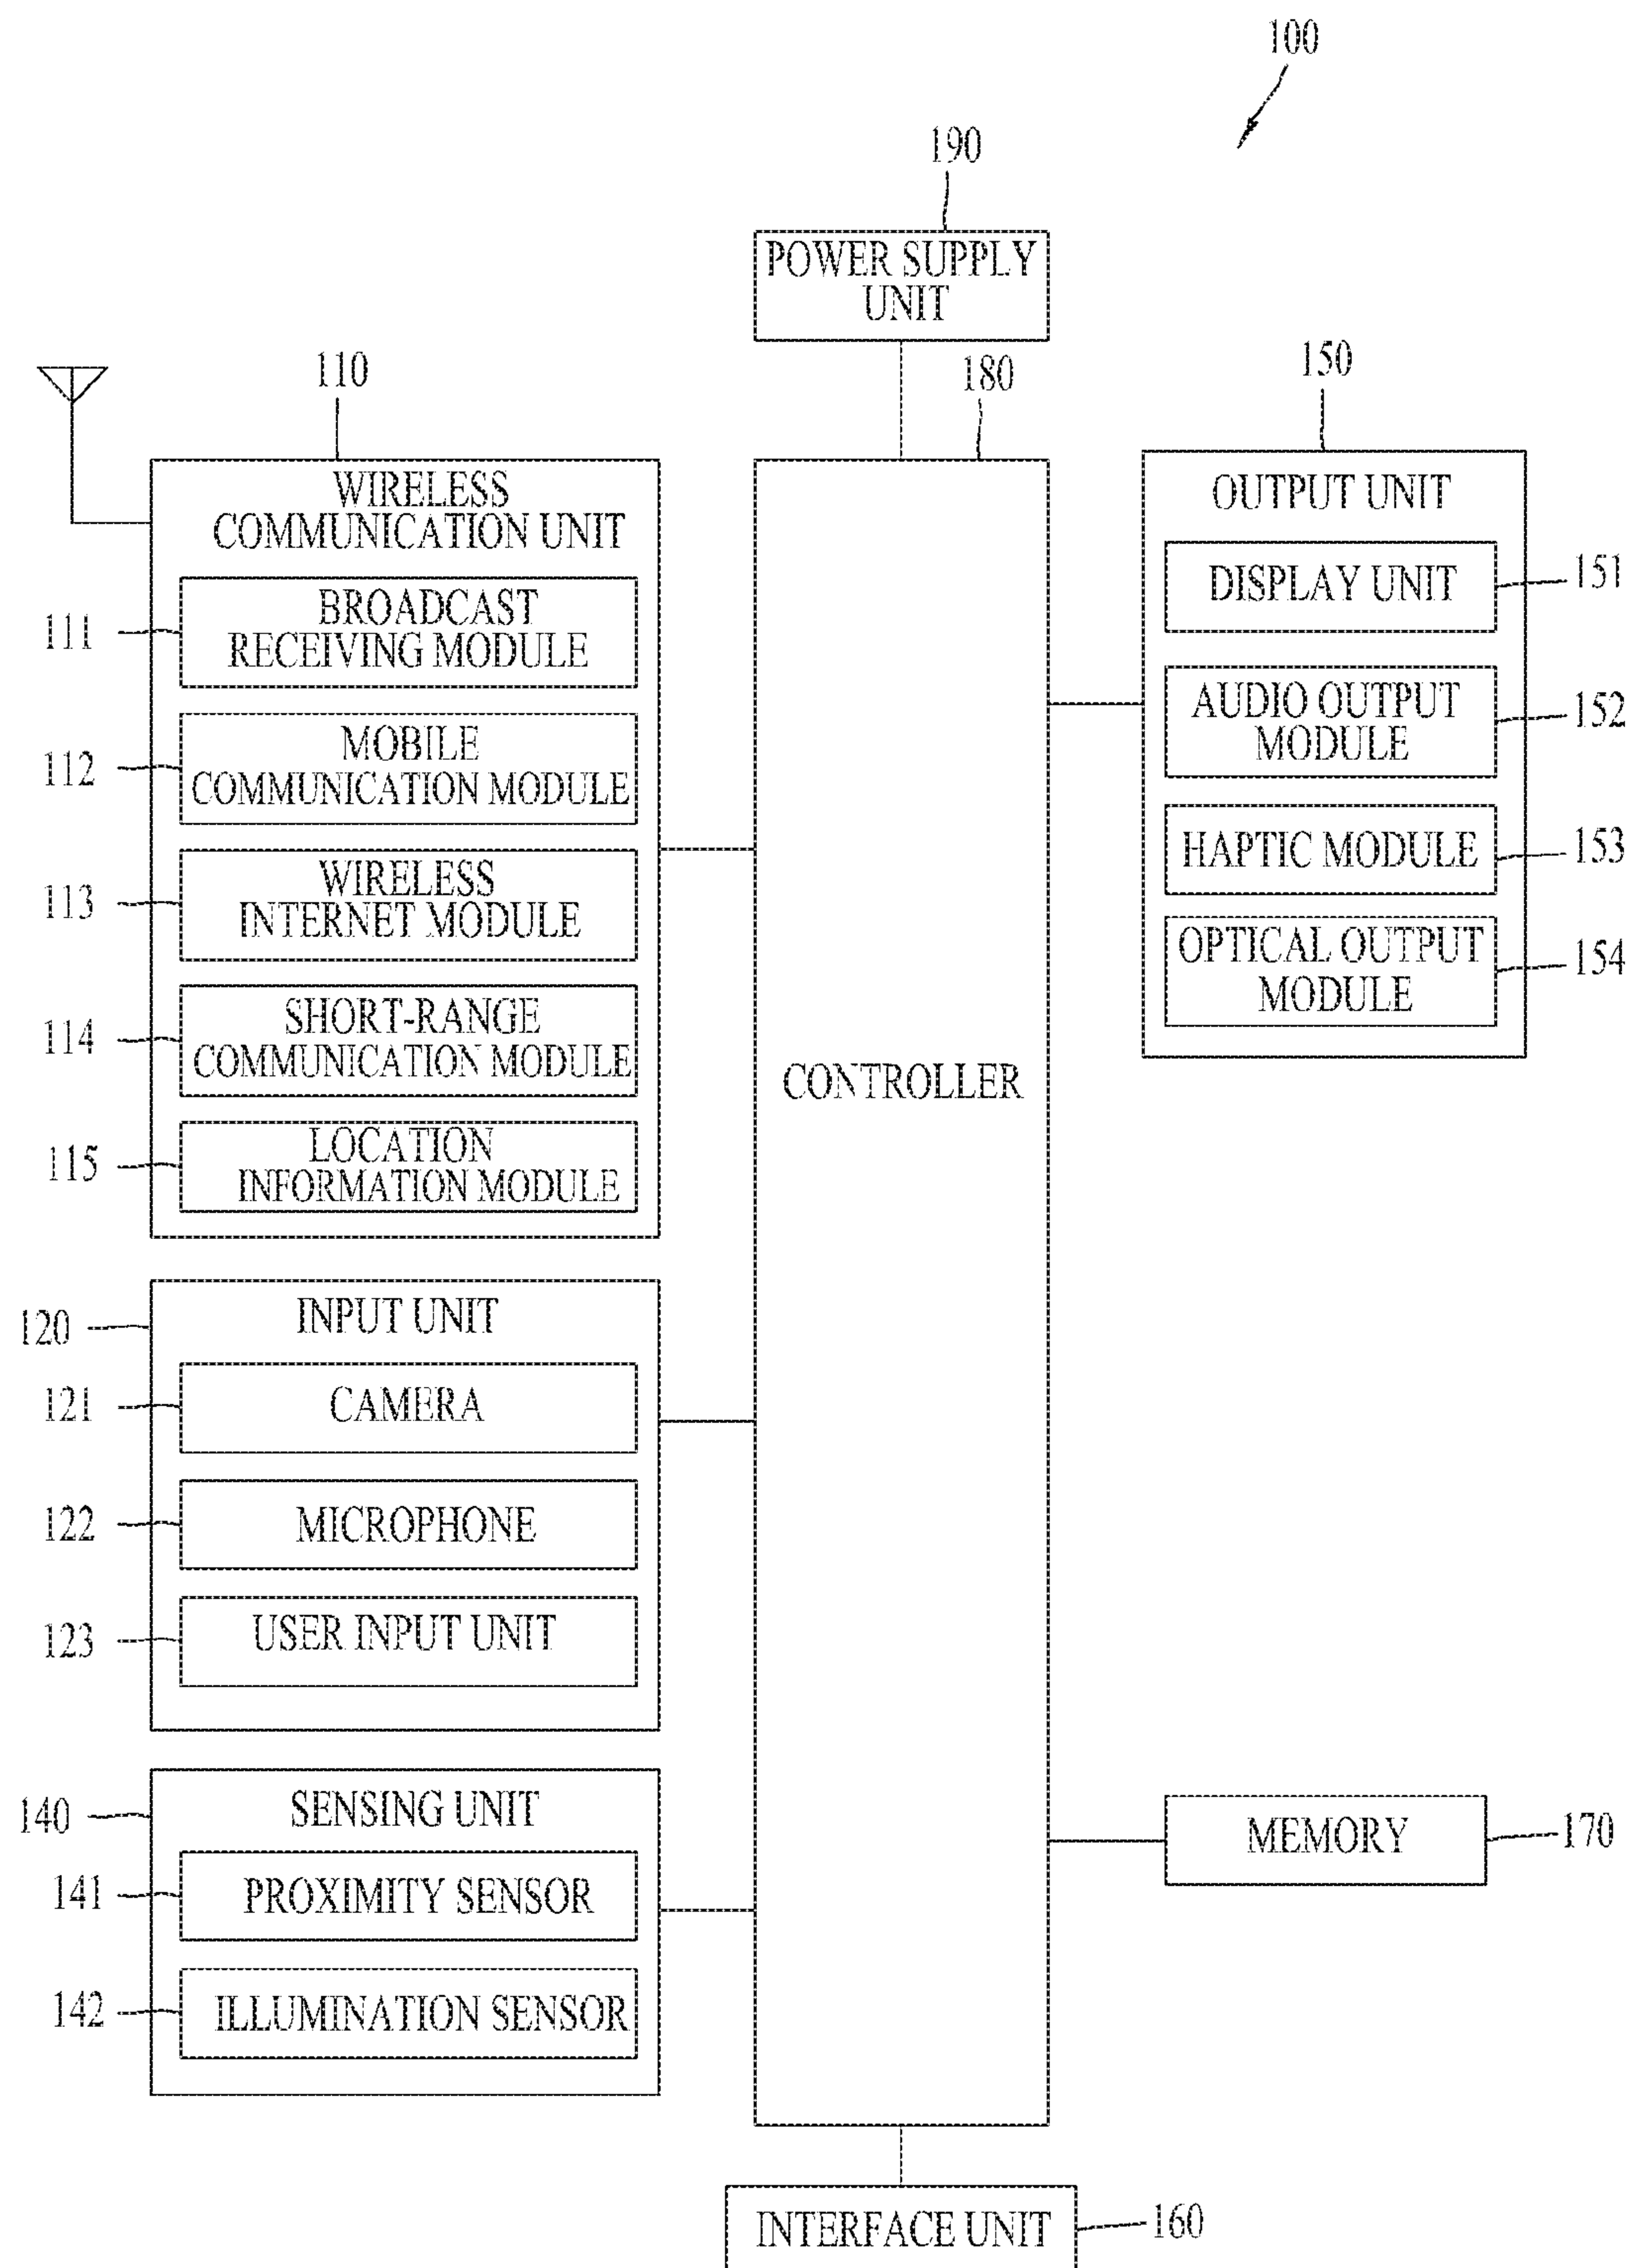 100
190
POWER SUPPLY
UNIT
110
180
150
WIRELESS
COMMUNICATION UNIT
111
BROADCAST
RECEIVING MODULE
112
MOBILE
COMMUNICATION MODULE
113
WIRELESS
INTERNET MODULE
114
SHORT-RANGE
COMMUNICATION MODULE
115
LOCATION
INFORMATION MODULE
120
INPUT UNIT
121
CAMERA
122
MICROPHONE
123
USER INPUT UNIT
140
SENSING UNIT
141
PROXIMITY SENSOR
142
ILLUMINATION SENSOR
CONTROLLER
OUTPUT UNIT
DISPLAY UNIT
151
AUDIO OUTPUT
MODULE
152
HAPTIC MODULE
153
OPTICAL OUTPUT
MODULE
154
MEMORY
170
INTERFACE UNIT
160